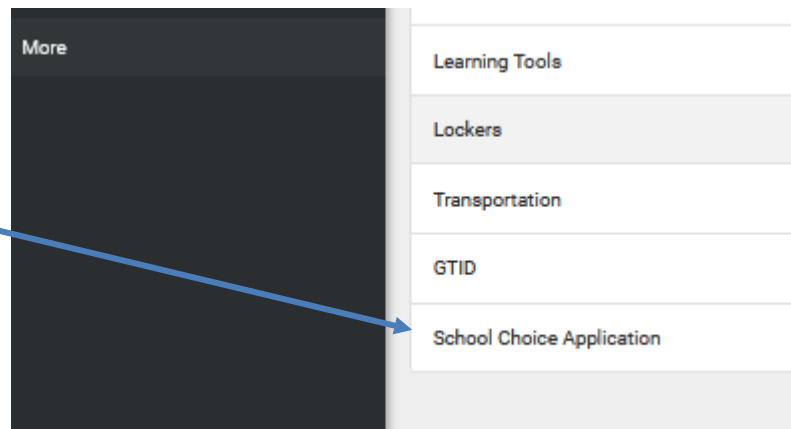 More
Learning Tools
Lockers
Transportation
GTID
School Choice Application